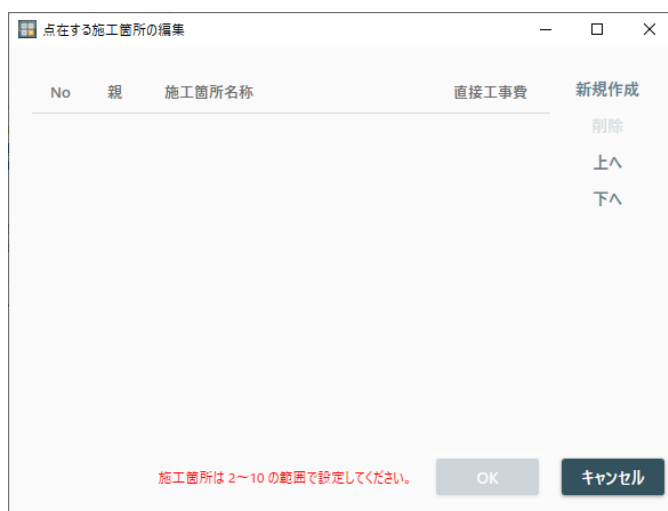 点在する施工箇所の編集
No 親 施工箇所名称 直接工事費 新規作成
削除
上へ
下へ
施工箇所は 2～10 の範囲で設定してください。 OK キャンセル